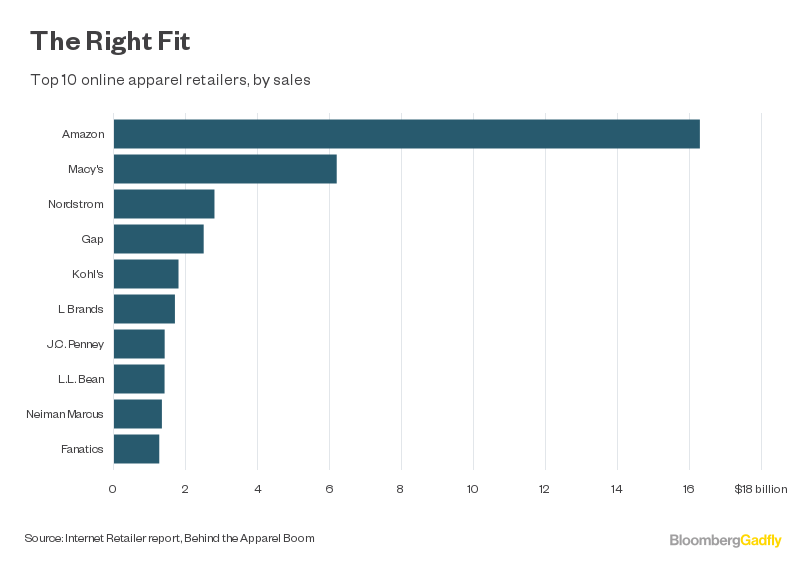 The Right Fit
Top 10 online apparel retailers, by sales
Amazon
Macy's
Nordstrom
Gap
Kohl's
L Brands
J.C. Penney
L.L. Bean
Neiman Marcus
Fanatics
0 2 4 6 8 10 12 14 16 $18 billion
Source: Internet Retailer report, Behind the Apparel Boom
BloombergGadfly